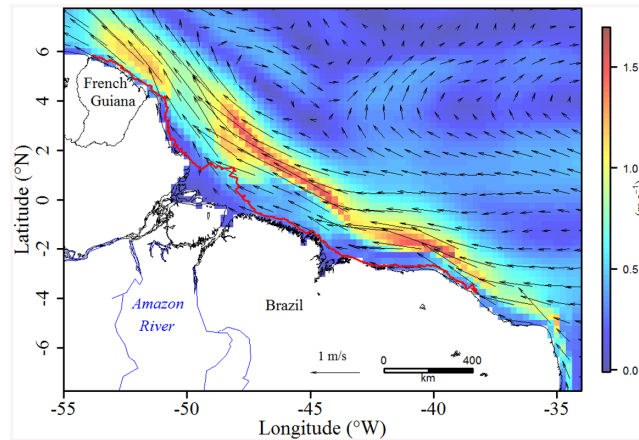 6
4
2
0
-2
-4
-6
Latitude (°N)
French
Guiana
Amazon
River
Brazil
1 m/s
0 400
km
-55 -50 -45 -40 -35
Longitude (°W)
1.5
1.0
0.5
0.0